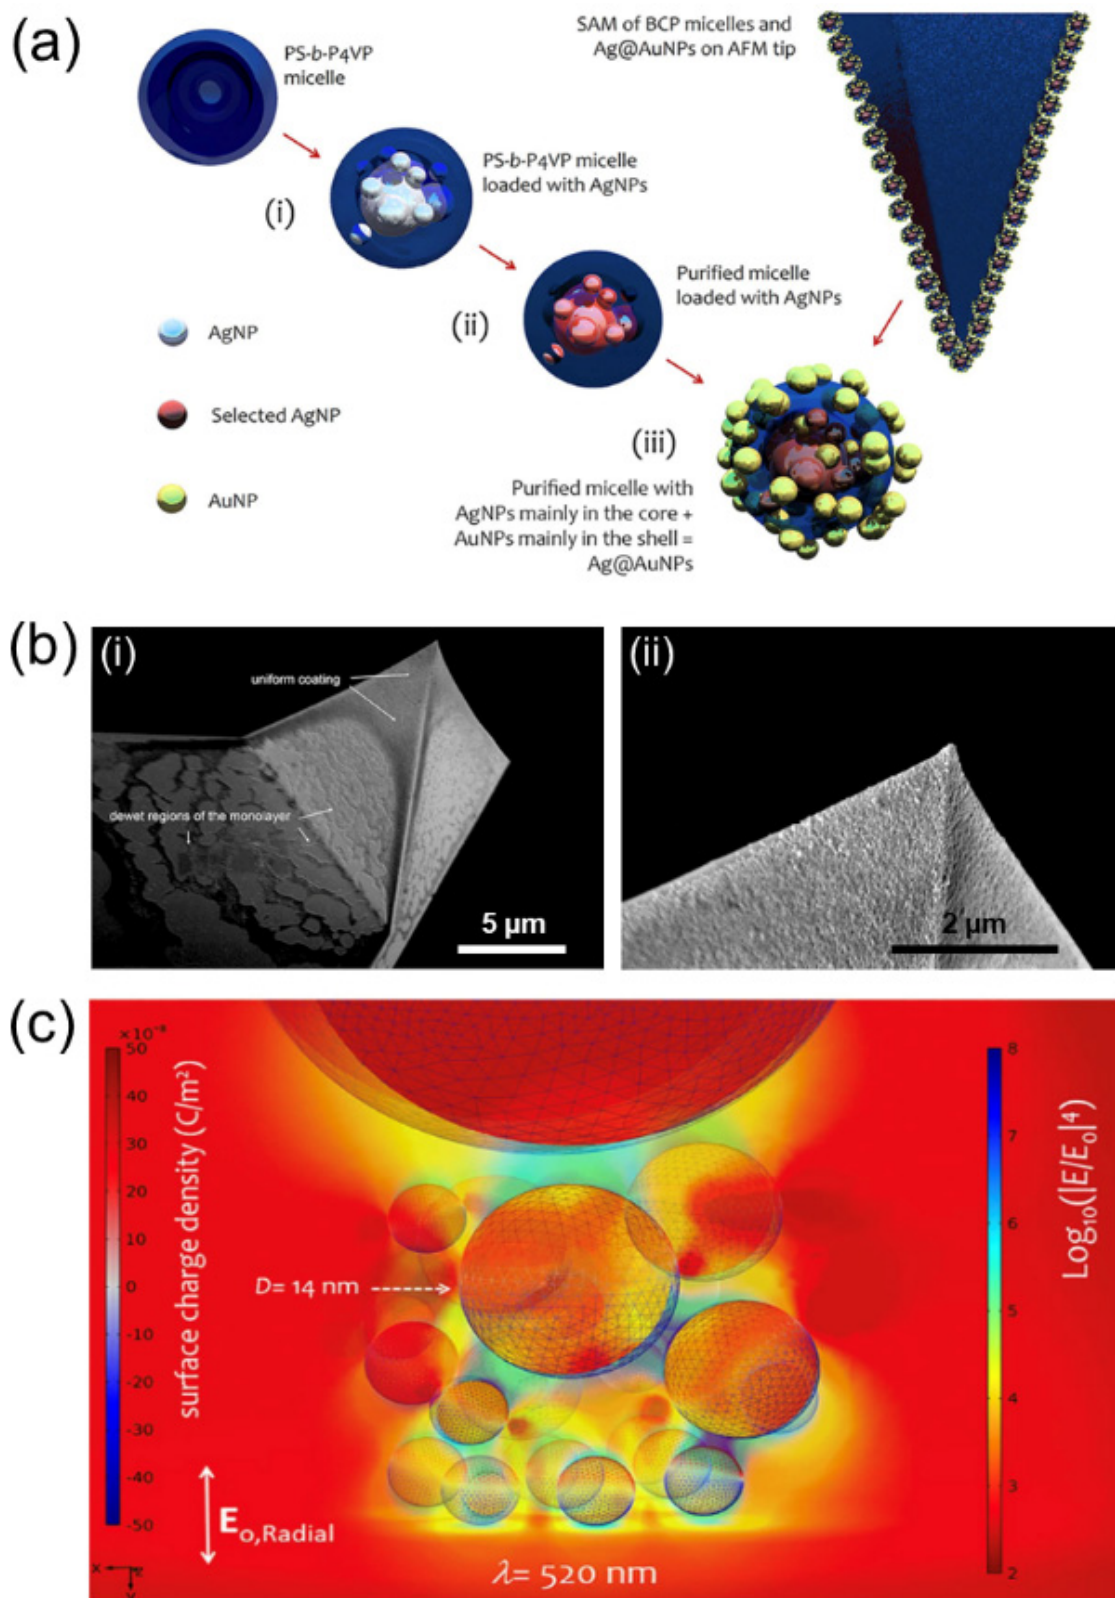 (a)
PS-b-P4VP
micelle
SAM of BCP micelles and
Ag@AuNPs on AFM tip
(i)
PS-b-P4VP micelle
loaded with AgNPs
(ii)
Purified micelle
loaded with AgNPs
AgNP
Selected AgNP
AuNP
(iii)
Purified micelle with
AgNPs mainly in the core +
AuNPs mainly in the shell =
Ag@AuNPs
(b)
(i)
uniform coating
dewet regions of the monolayer
5 µm
(ii)
2 µm
(c)
50
40
30
20
10
0
-10
-20
-30
-40
-50
surface charge density (C/m²)
D= 14 nm
E₀,Radial
λ= 520 nm
8
7
6
5
4
3
2
Log₁₀(|E/E₀|⁴)
X